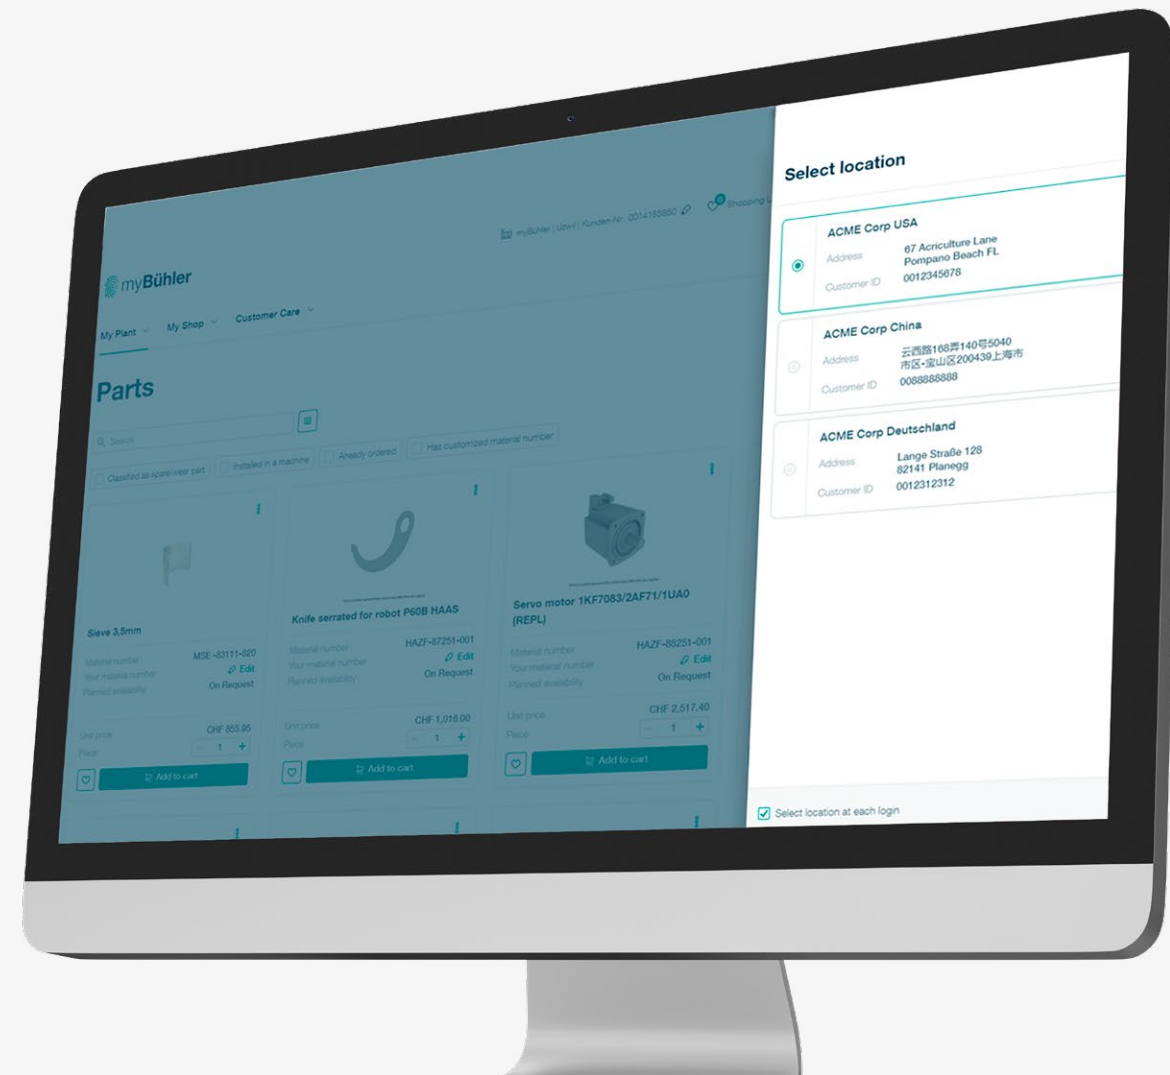 myBühler | Uzwil | Kunden-Nr. 0014155850
0
Shopping
myBühler
My Plant
My Shop
Customer Care
Parts
Search
Classified as spare/wear part
Installed in a machine
Already ordered
Has customized material number
Sieve 3,5mm
Material number MSE -83111-820
Your material number Edit
Planned availability On Request
Unit price CHF 855.95
Piece 1
Add to cart
Knife serrated for robot P60B HAAS
Material number HAZF-87251-001
Your material number Edit
Planned availability On Request
Unit price CHF 1,016.00
Piece 1
Add to cart
Servo motor 1KF7083/2AF71/1UA0
(REPL)
Material number HAZF-88251-001
Your material number Edit
Planned availability On Request
Unit price CHF 2,517.40
Piece 1
Add to cart
Select location
ACME Corp USA
Address 67 Acriculture Lane
Pompano Beach FL
Customer ID 0012345678
ACME Corp China
Address 云西路168弄140号5040
市区-宝山区200439上海市
Customer ID 0088888888
ACME Corp Deutschland
Address Lange Straße 128
82141 Planegg
Customer ID 0012312312
Select location at each login